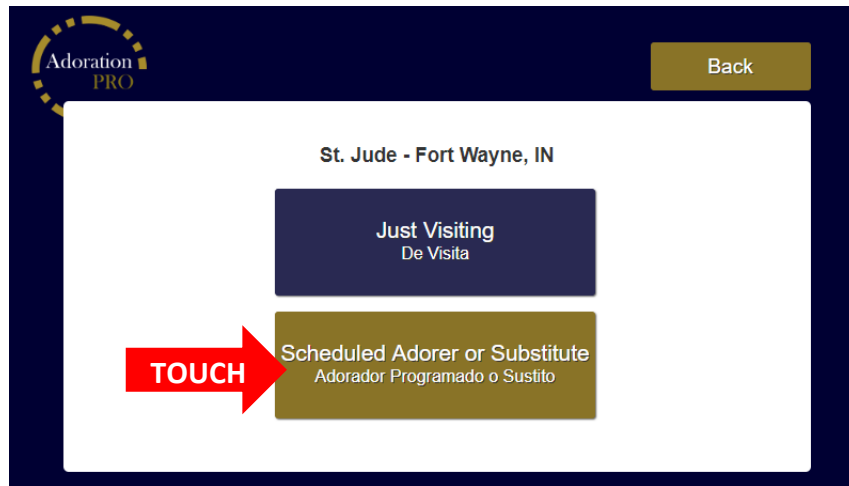 Adoration
PRO
Back
St. Jude - Fort Wayne, IN
Just Visiting
De Visita
TOUCH
Scheduled Adorer or Substitute
Adorador Programado o Sustito